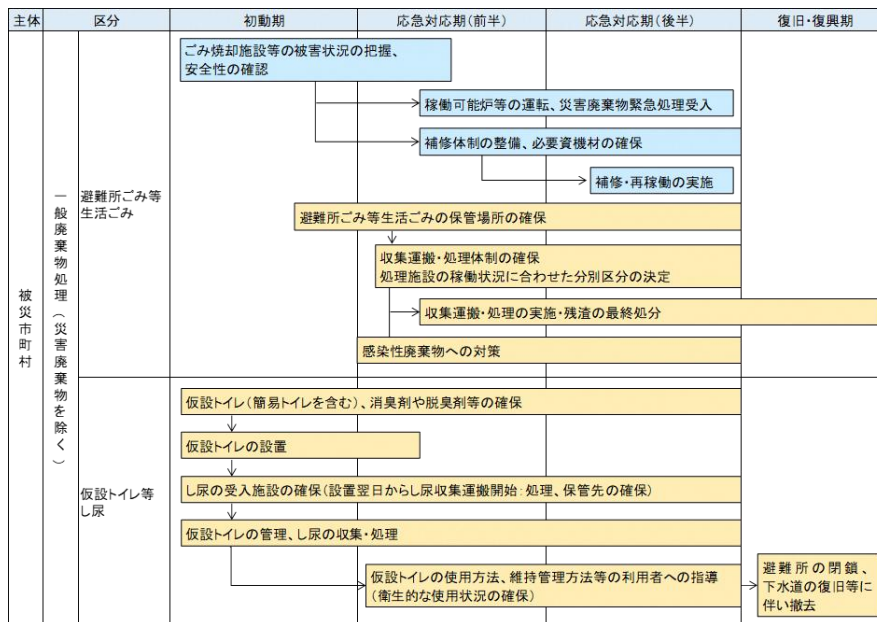 主体
区分
初動期
応急対応期(前半)
応急対応期(後半)
復旧・復興期
被災市町村
一般廃棄物処理(災害廃棄物を除く)
避難所ごみ等
生活ごみ
ごみ焼却施設等の被害状況の把握、
安全性の確認
稼働可能炉等の運転、災害廃棄物緊急処理受入
補修体制の整備、必要資機材の確保
補修・再稼働の実施
避難所ごみ等生活ごみの保管場所の確保
収集運搬・処理体制の確保
処理施設の稼働状況に合わせた分別区分の決定
収集運搬・処理の実施・残渣の最終処分
感染性廃棄物への対策
仮設トイレ等
し尿
仮設トイレ(簡易トイレを含む)、消臭剤や脱臭剤等の確保
仮設トイレの設置
し尿の受入施設の確保(設置翌日からし尿収集運搬開始:処理、保管先の確保)
仮設トイレの管理、し尿の収集・処理
仮設トイレの使用方法、維持管理方法等の利用者への指導
(衛生的な使用状況の確保)
避難所の閉鎖、
下水道の復旧等に
伴い撤去